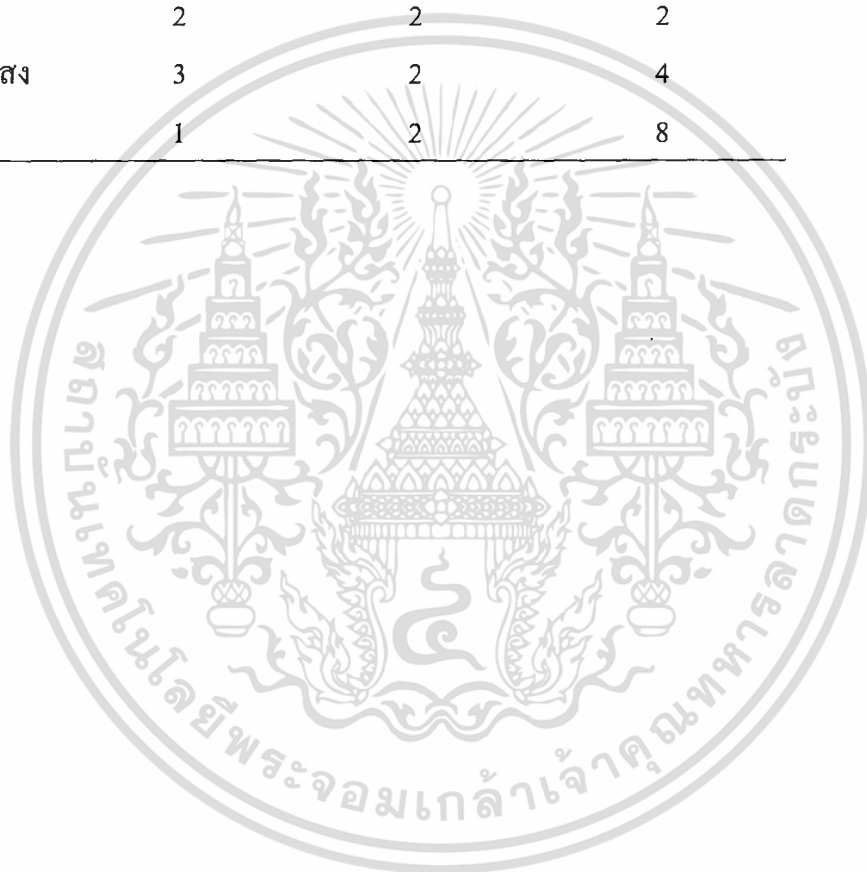 2 2 2
สง 3 2 4
1 2 8
สถาบันเทคโนโลยีพระจอมเกล้าเจ้าคุณทหารลาดกระบัง